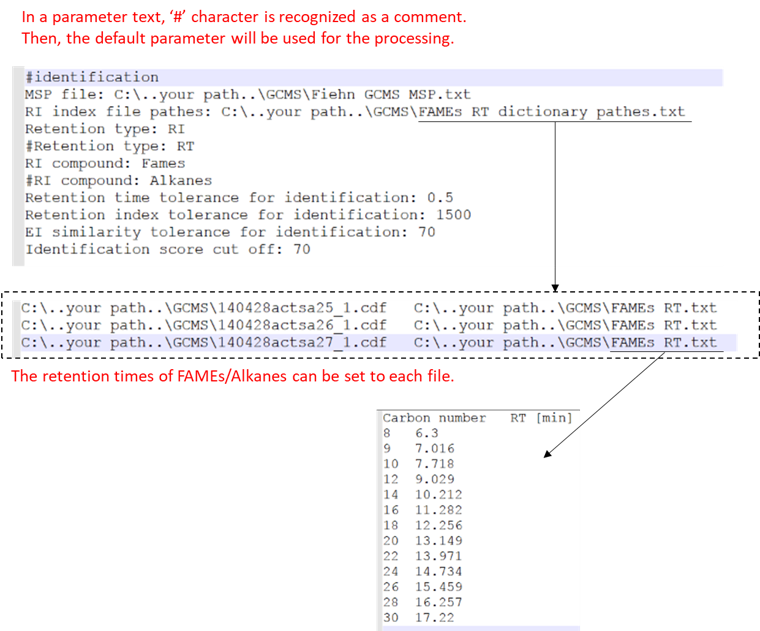 In a parameter text, ‘#’ character is recognized as a comment.
Then, the default parameter will be used for the processing.
#identification
MSP file: C:\..your path..\GCMS\Fiehn GCMS MSP.txt
RI index file pathes: C:\..your path..\GCMS\FAMEs RT dictionary pathes.txt
Retention type: RI
#Retention type: RT
RI compound: Fames
#RI compound: Alkanes
Retention time tolerance for identification: 0.5
Retention index tolerance for identification: 1500
EI similarity tolerance for identification: 70
Identification score cut off: 70
C:\..your path..\GCMS\140428actsa25_1.cdf C:\..your path..\GCMS\FAMEs RT.txt
C:\..your path..\GCMS\140428actsa26_1.cdf C:\..your path..\GCMS\FAMEs RT.txt
C:\..your path..\GCMS\140428actsa27_1.cdf C:\..your path..\GCMS\FAMEs RT.txt
The retention times of FAMEs/Alkanes can be set to each file.
Carbon number RT [min]
8 6.3
9 7.016
10 7.718
12 9.029
14 10.212
16 11.282
18 12.256
20 13.149
22 13.971
24 14.734
26 15.459
28 16.257
30 17.22